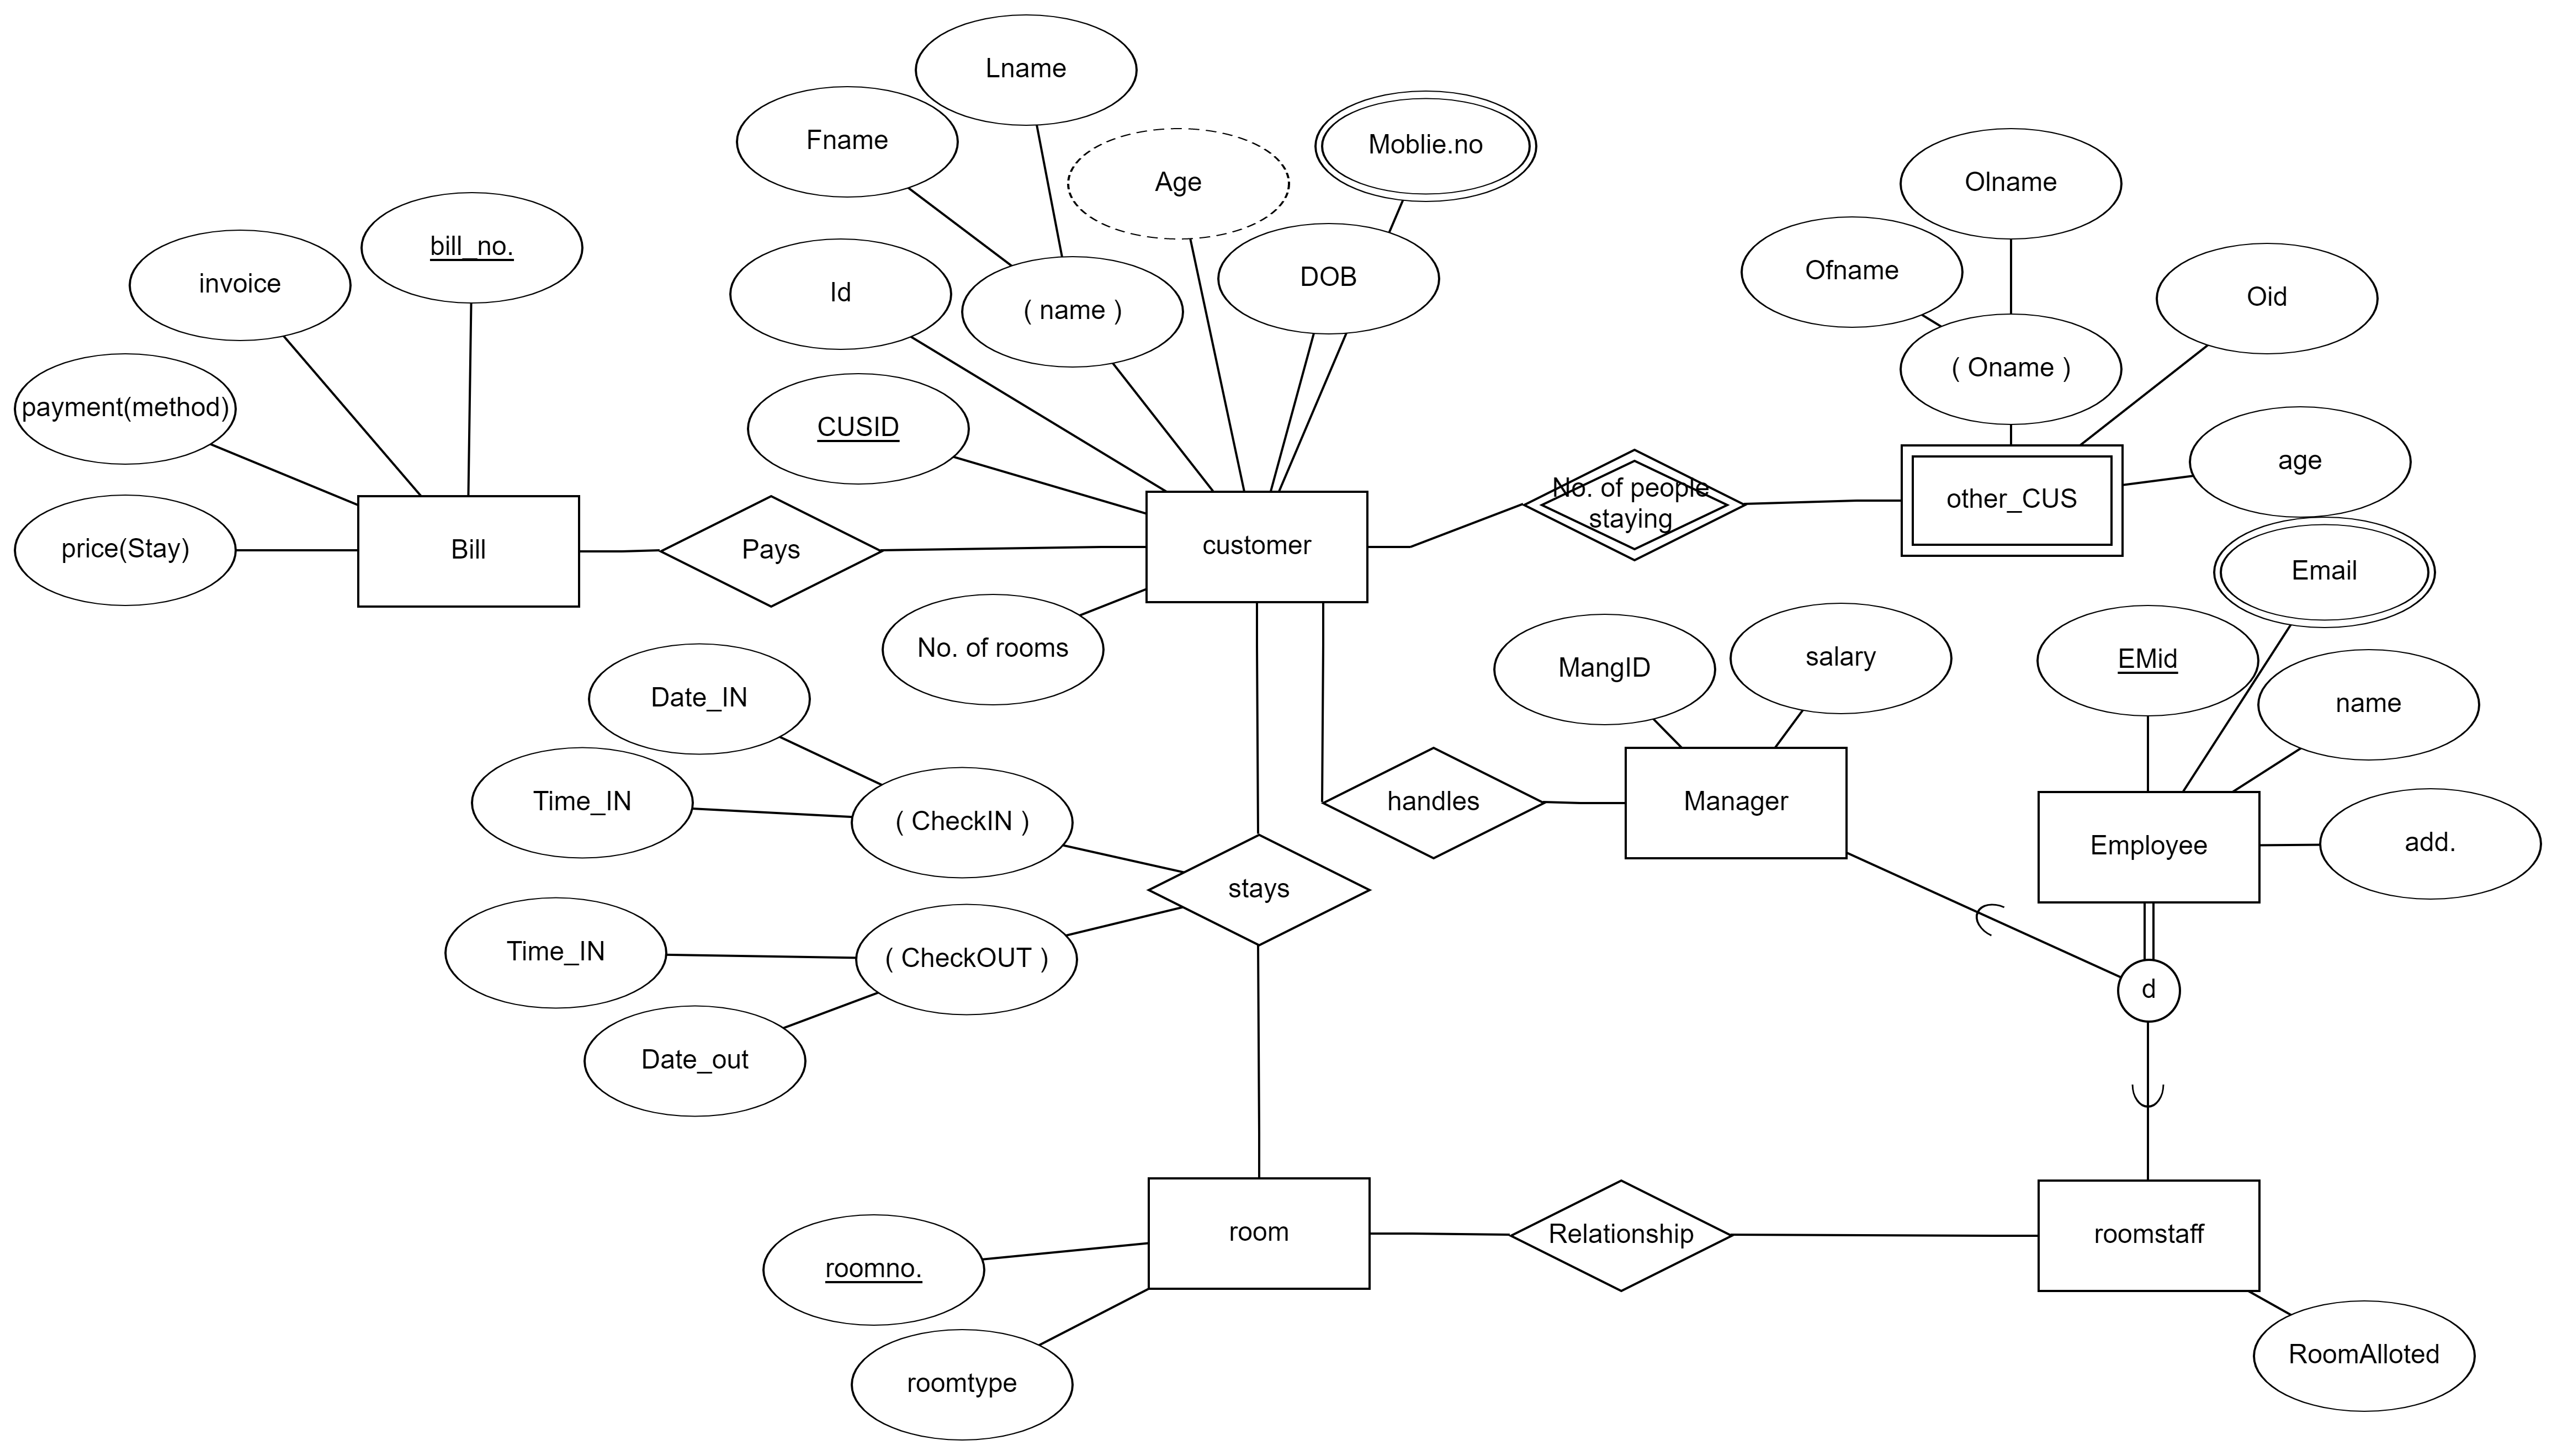 Lname
Fname
Moblie.no
Age
Olname
bill_no.
Ofname
DOB
invoice
Id
( name )
Oid
( Oname )
payment(method)
CUSID
age
No. of people
staying
other_CUS
price(Stay)
Bill
Pays
customer
Email
No. of rooms
MangID
salary
EMid
Date_IN
name
Time_IN
( CheckIN )
handles
Manager
Employee
add.
stays
Time_IN
( CheckOUT )
d
Date_out
room
Relationship
roomstaff
roomno.
RoomAlloted
roomtype